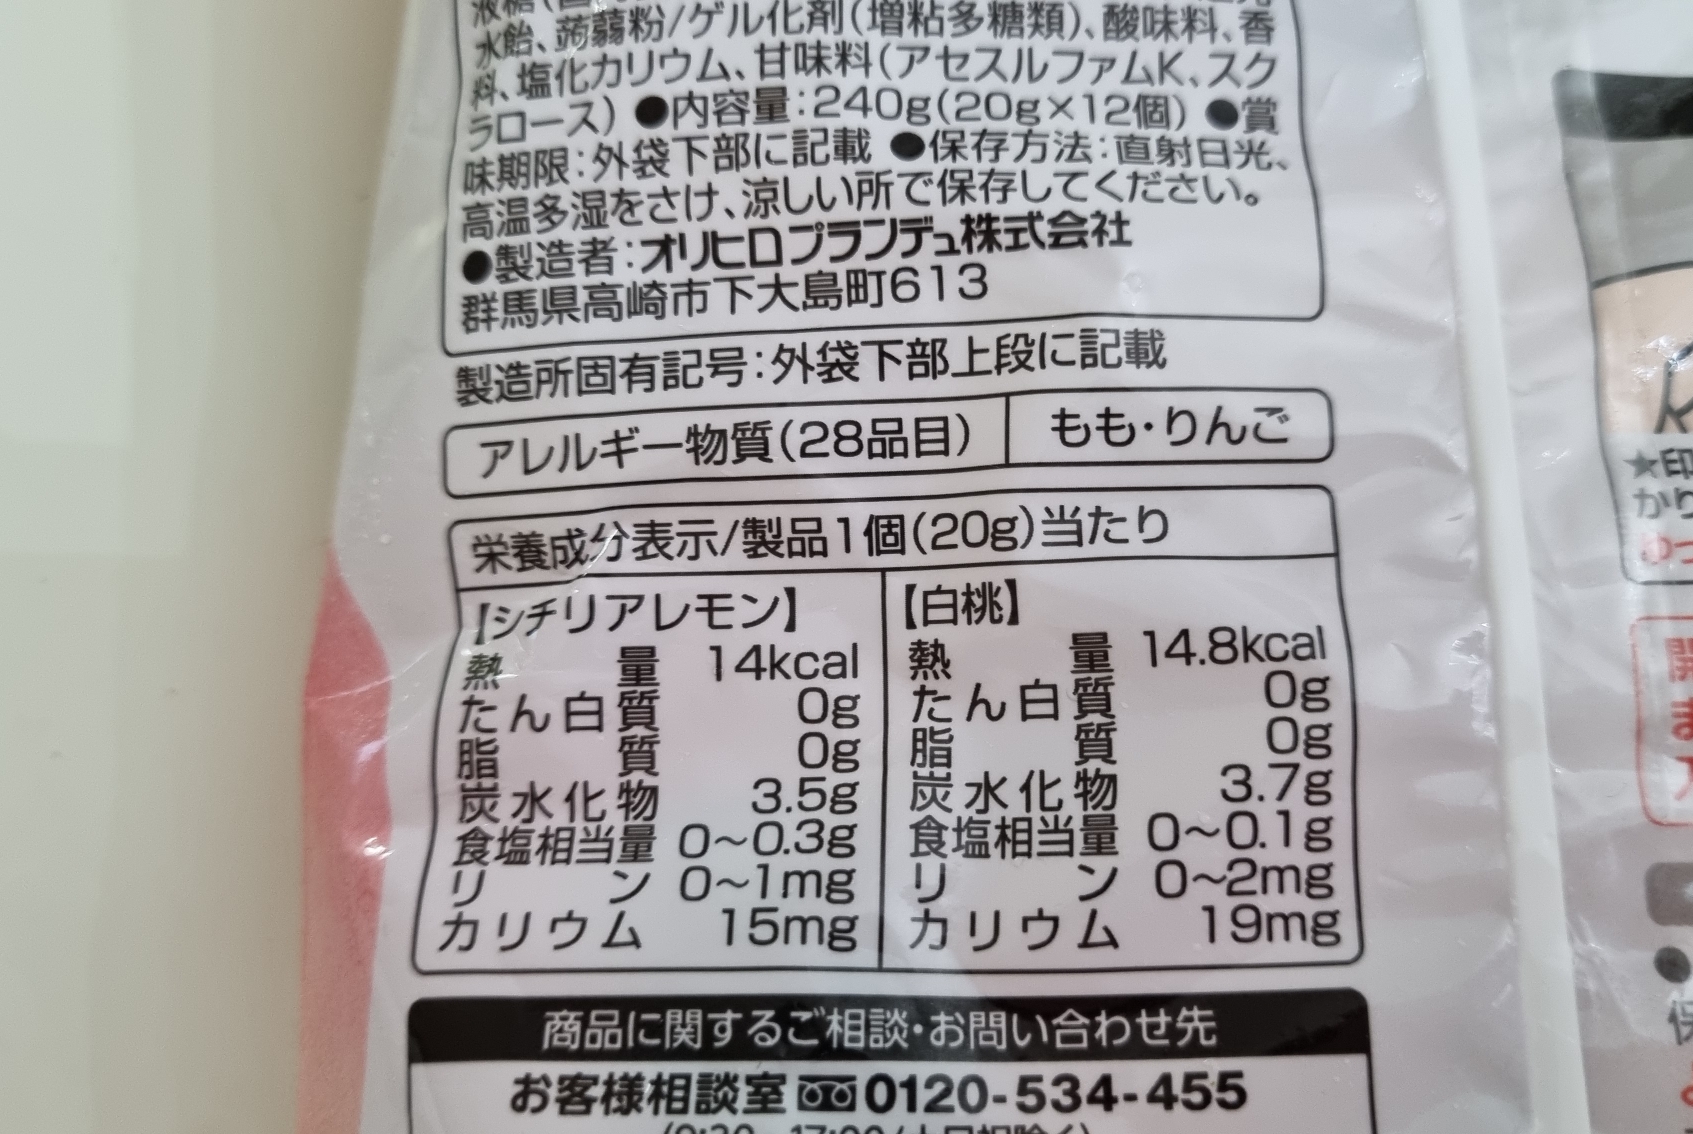 水飴、蒟蒻粉/ゲル化剤(増粘多糖類)、酸味料、香
料、塩化カリウム、甘味料(アセスルファムK、スク
ラロース) ●内容量:240g(20g×12個) ●賞
味期限:外袋下部に記載 ●保存方法:直射日光、
高温多湿をさけ、涼しい所で保存してください。
●製造者:オリヒロプランデュ株式会社
群馬県高崎市下大島町613
製造所固有記号:外袋下部上段に記載
アレルギー物質(28品目) もも・りんご
栄養成分表示/製品1個(20g)当たり
【シチリアレモン】
熱量 14kcal
たん白質 0g
脂質 0g
炭水化物 3.5g
食塩相当量 0〜0.3g
リン 0〜1mg
カリウム 15mg
【白桃】
熱量 14.8kcal
たん白質 0g
脂質 0g
炭水化物 3.7g
食塩相当量 0〜0.1g
リン 0〜2mg
カリウム 19mg
商品に関するご相談・お問い合わせ先
お客様相談室 0120-534-455
★印
かり
開
ま